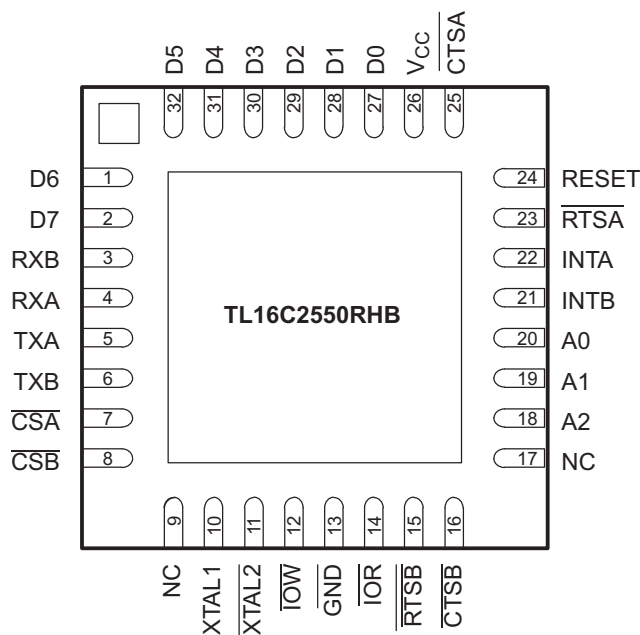 D5 D4 D3 D2 D1 D0 VCC CTSA
32 31 30 29 28 27 26 25
D6 1 24 RESET
D7 2 23 RTSA
RXB 3 22 INTA
RXA 4 21 INTB
TXA 5 TL16C2550RHB 20 A0
TXB 6 19 A1
CSA 7 18 A2
CSB 8 17 NC
9 10 11 12 13 14 15 16
NC XTAL1 XTAL2 IOW GND IOR RTSB CTSB